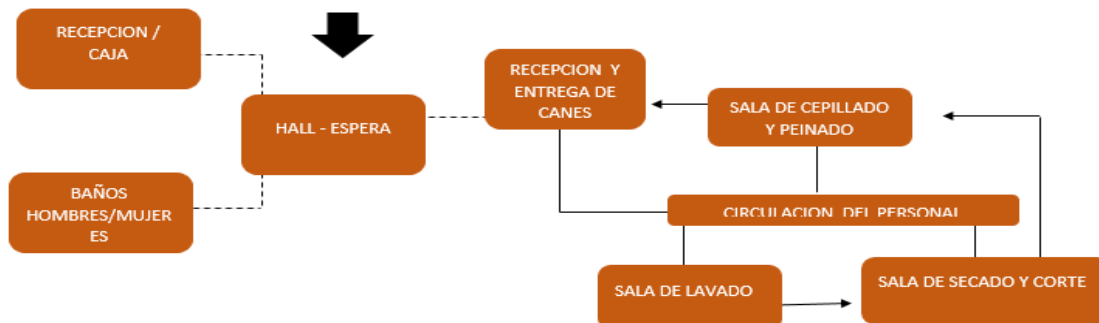 RECEPCION /
CAJA
HALL - ESPERA
BAÑOS
HOMBRES/MUJER
ES
RECEPCION Y
ENTREGA DE
CANES
SALA DE CEPILLADO
Y PEINADO
CIRCULACION DEL PERSONAL
SALA DE LAVADO
SALA DE SECADO Y CORTE